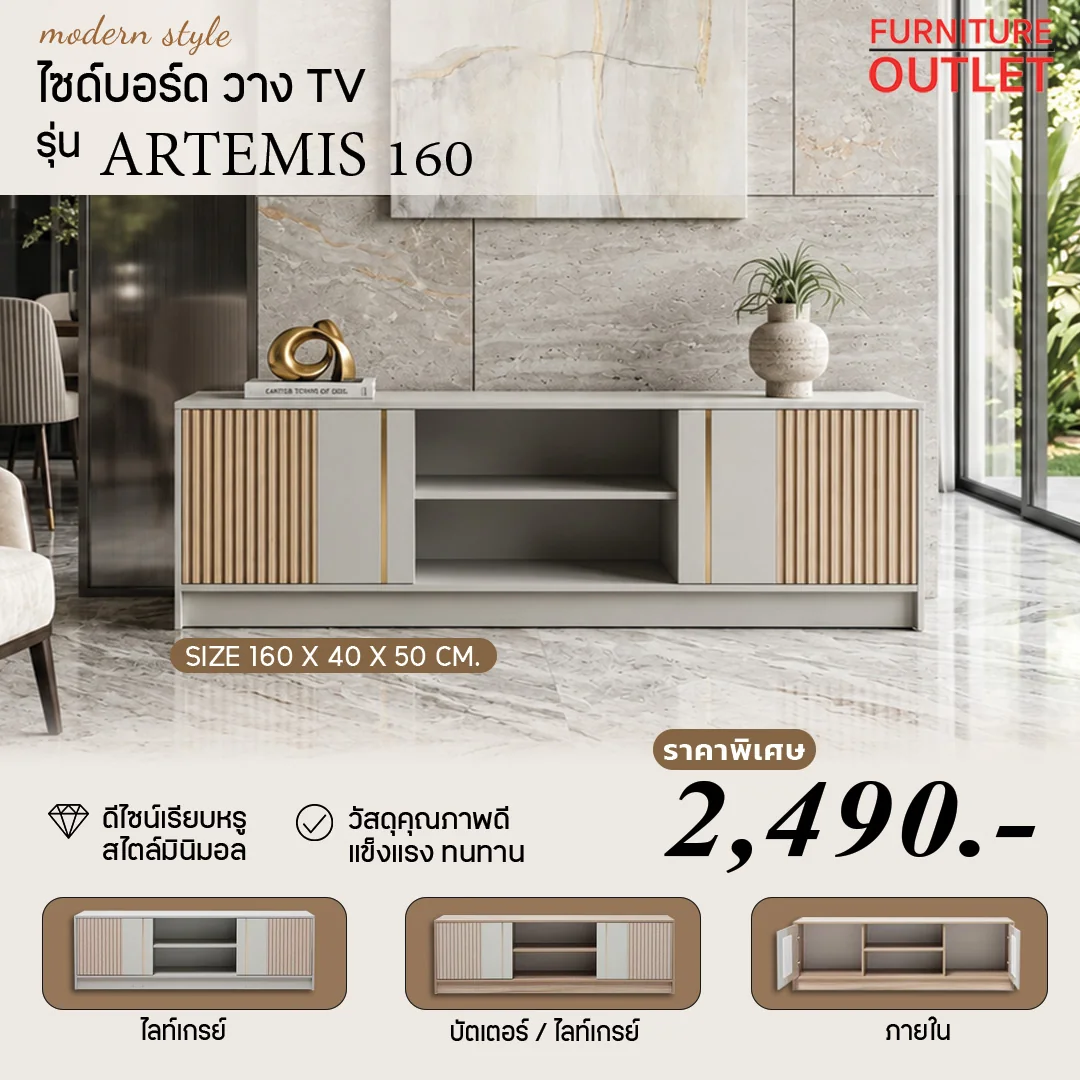 modern style
ไซด์บอร์ด วาง TV
รุ่น ARTEMIS 160
FURNITURE
OUTLET
SIZE 160 X 40 X 50 CM.
ราคาพิเศษ
2,490.-
ดีไซน์เรียบหรู
สไตล์มินิมอล
วัสดุคุณภาพดี
แข็งแรง ทนทาน
ไลท์เกรย์
บัตเตอร์ / ไลท์เกรย์
ภายใน